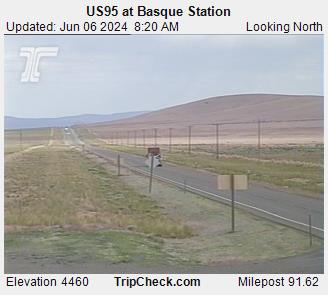 US95 at Basque Station
Updated: Jun 06 2024 8:20 AM Looking North
Elevation 4460 TripCheck.com Milepost 91.62